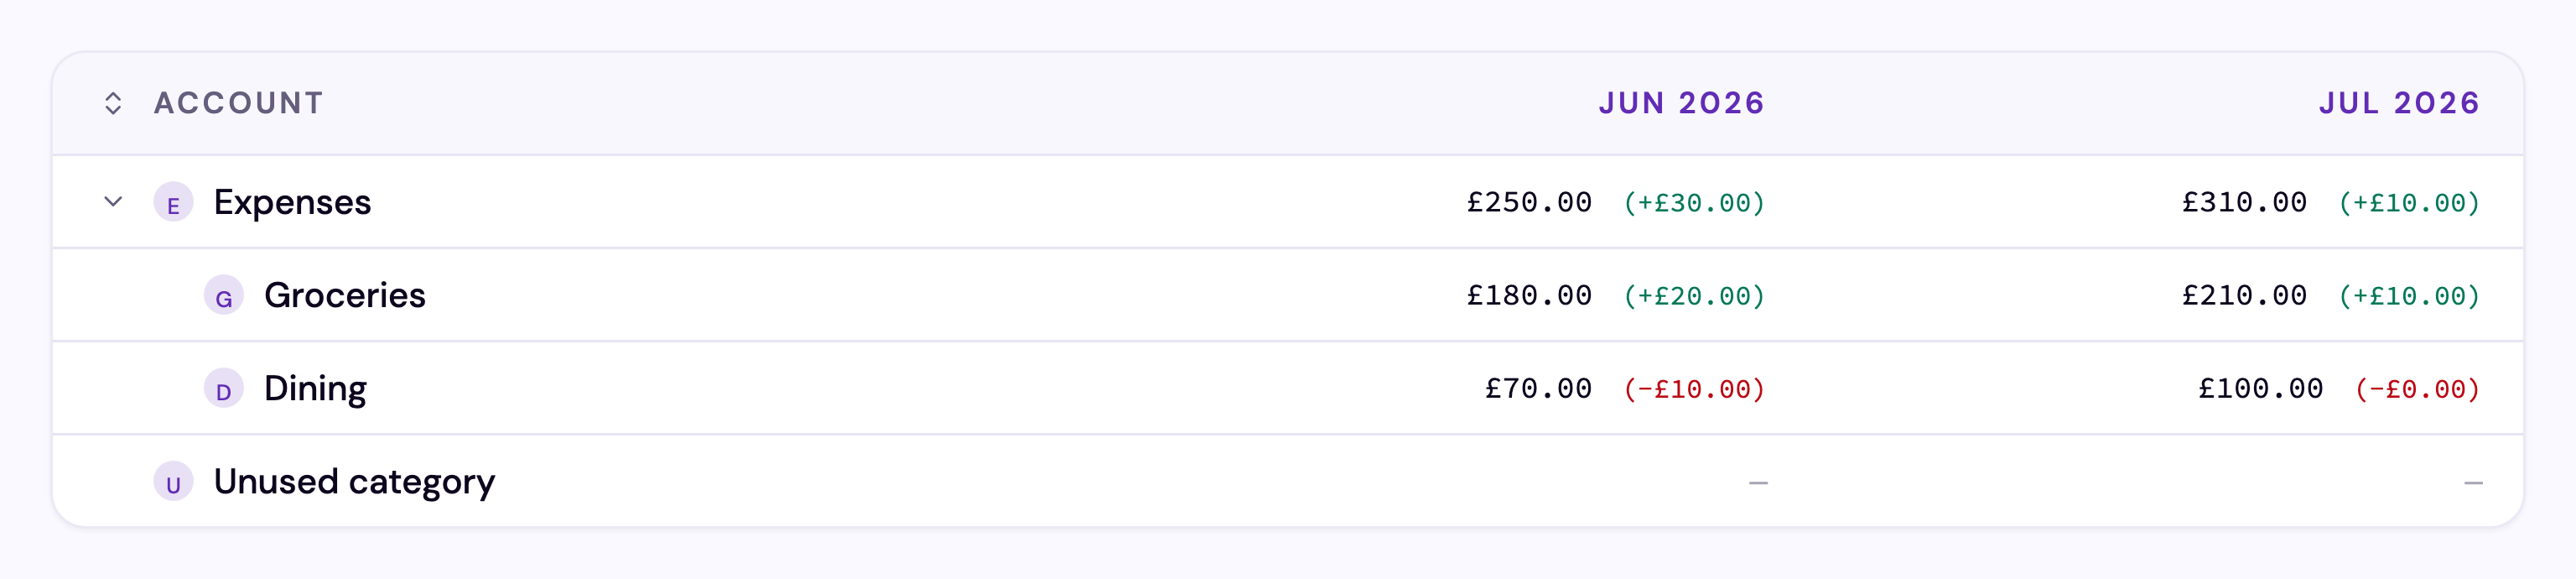 ACCOUNT JUN 2026 JUL 2026
E Expenses £250.00 (+£30.00) £310.00 (+£10.00)
G Groceries £180.00 (+£20.00) £210.00 (+£10.00)
D Dining £70.00 (−£10.00) £100.00 (−£0.00)
U Unused category — —